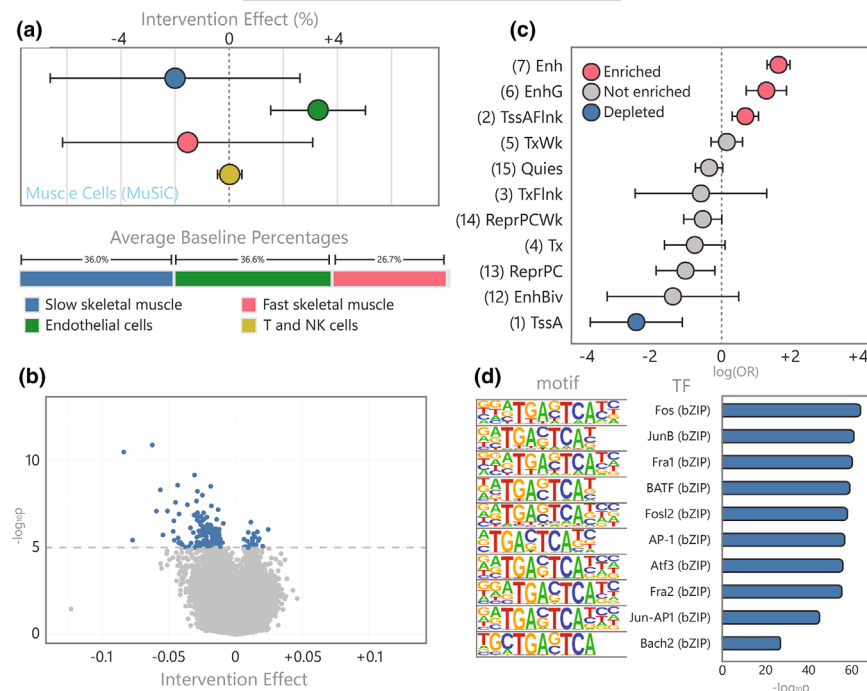 (a)
Intervention Effect (%)
-4 0 +4
Muscle Cells (MuSiC)
Average Baseline Percentages
36.0% 36.6% 26.7%
Slow skeletal muscle
Fast skeletal muscle
Endothelial cells
T and NK cells
(b)
-log₁₀p
10
5
0
-0.1 -0.05 0 +0.05 +0.1
Intervention Effect
(c)
(7) Enh
(6) EnhG
(2) TssAFlnk
(5) TxWk
(15) Quies
(3) TxFlnk
(14) ReprPCWk
(4) Tx
(13) ReprPC
(12) EnhBiv
(1) TssA
Enriched
Not enriched
Depleted
-4 -2 0 +2 +4
log(OR)
(d)
motif TF
Fos (bZIP)
JunB (bZIP)
Fra1 (bZIP)
BATF (bZIP)
Fosl2 (bZIP)
AP-1 (bZIP)
Atf3 (bZIP)
Fra2 (bZIP)
Jun-AP1 (bZIP)
Bach2 (bZIP)
0 20 40 60
-log₁₀p